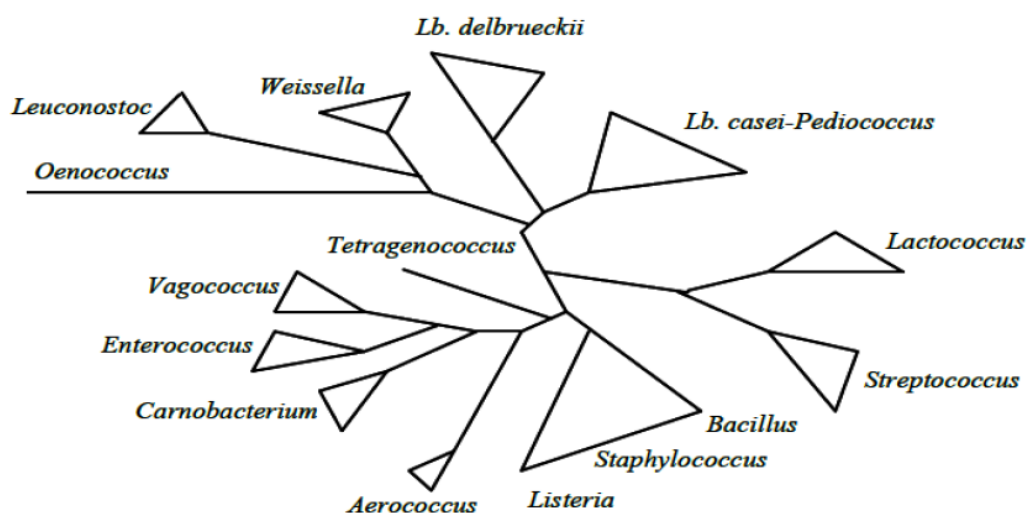 Lb. delbrueckii
Weissella
Leuconostoc
Lb. casei-Pediococcus
Oenococcus
Tetragenococcus
Lactococcus
Vagococcus
Enterococcus
Streptococcus
Carnobacterium
Bacillus
Staphylococcus
Listeria
Aerococcus